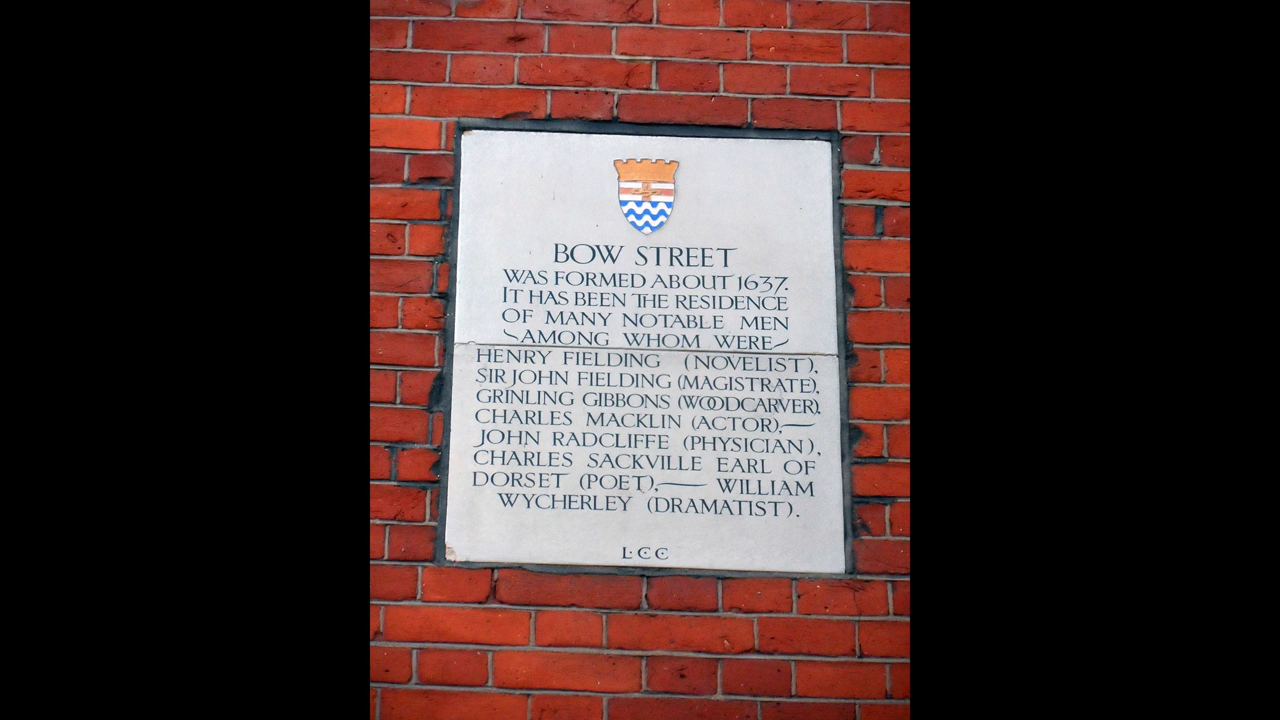 BOW STREET
WAS FORMED ABOUT 1637.
IT HAS BEEN THE RESIDENCE
OF MANY NOTABLE MEN
AMONG WHOM WERE
HENRY FIELDING (NOVELIST),
SIR JOHN FIELDING (MAGISTRATE),
GRINLING GIBBONS (WOODCARVER),
CHARLES MACKLIN (ACTOR),—
JOHN RADCLIFFE (PHYSICIAN),
CHARLES SACKVILLE EARL OF
DORSET (POET),— WILLIAM
WYCHERLEY (DRAMATIST).
L·C·C